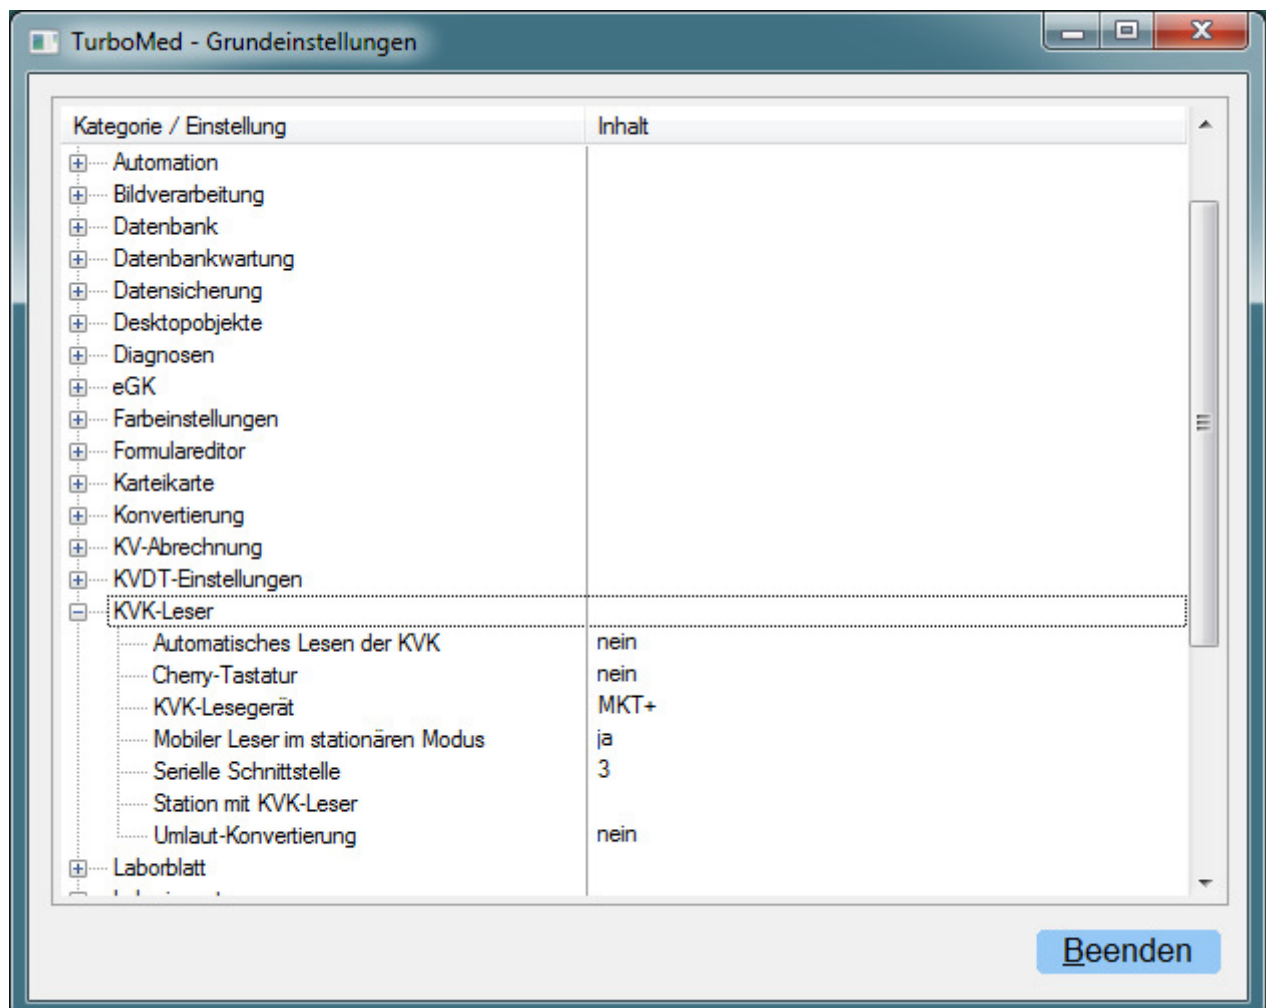 TurboMed - Grundeinstellungen
Kategorie / Einstellung Inhalt
Automation
Bildverarbeitung
Datenbank
Datenbankwartung
Datensicherung
Desktopobjekte
Diagnosen
eGK
Farbeinstellungen
Formulareditor
Karteikarte
Konvertierung
KV-Abrechnung
KVDT-Einstellungen
KVK-Leser
Automatisches Lesen der KVK nein
Cherry-Tastatur nein
KVK-Lesegerät MKT+
Mobiler Leser im stationären Modus ja
Serielle Schnittstelle 3
Station mit KVK-Leser
Umlaut-Konvertierung nein
Laborblatt
Beenden